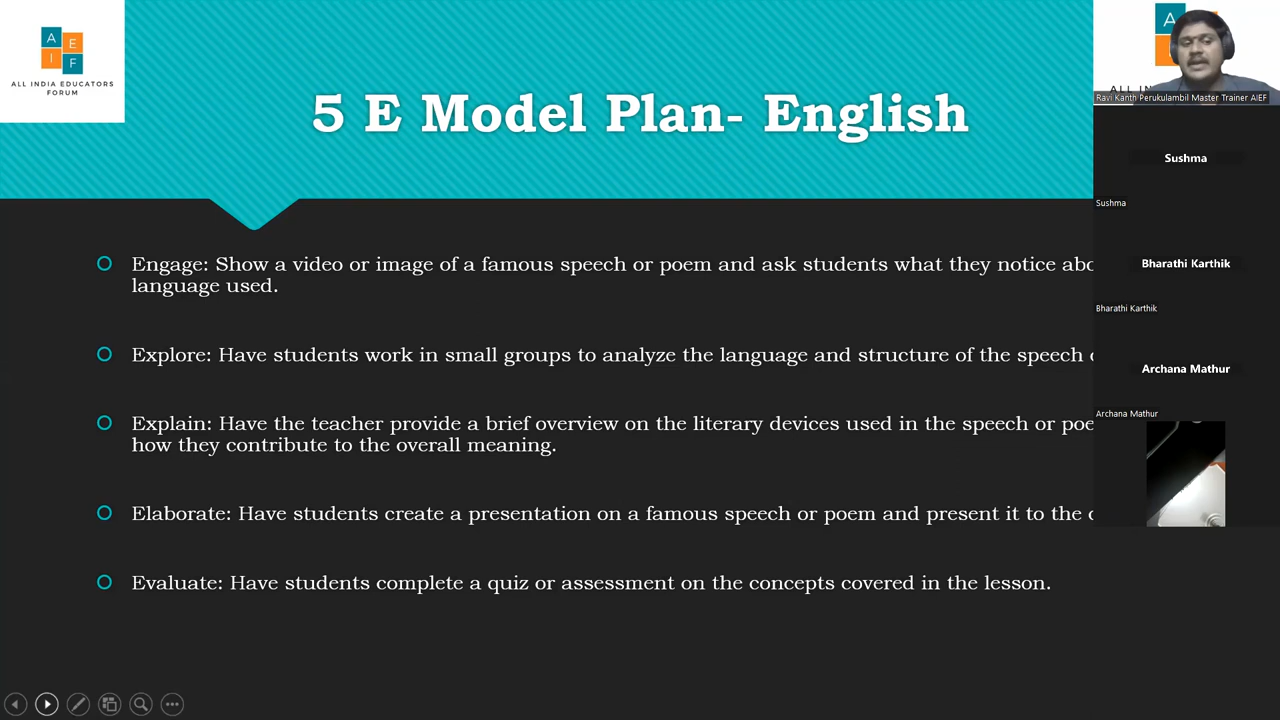 A
E
I
F
ALL INDIA EDUCATORS
FORUM
5 E Model Plan- English
Engage: Show a video or image of a famous speech or poem and ask students what they notice
language used.
Explore: Have students work in small groups to analyze the language and structure of the speech
Explain: Have the teacher provide a brief overview on the literary devices used in the speech or
how they contribute to the overall meaning.
Elaborate: Have students create a presentation on a famous speech or poem and present it to the
Evaluate: Have students complete a quiz or assessment on the concepts covered in the lesson.
A
Ravi Kanth Perukulambil Master Trainer AIEF
Sushma
Sushma
Bharathi Karthik
Bharathi Karthik
Archana Mathur
Archana Mathur